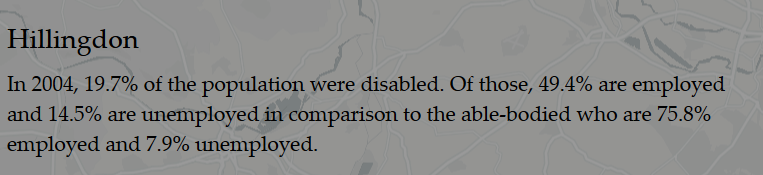 Hillingdon
In 2004, 19.7% of the population were disabled. Of those, 49.4% are employed
and 14.5% are unemployed in comparison to the able-bodied who are 75.8%
employed and 7.9% unemployed.